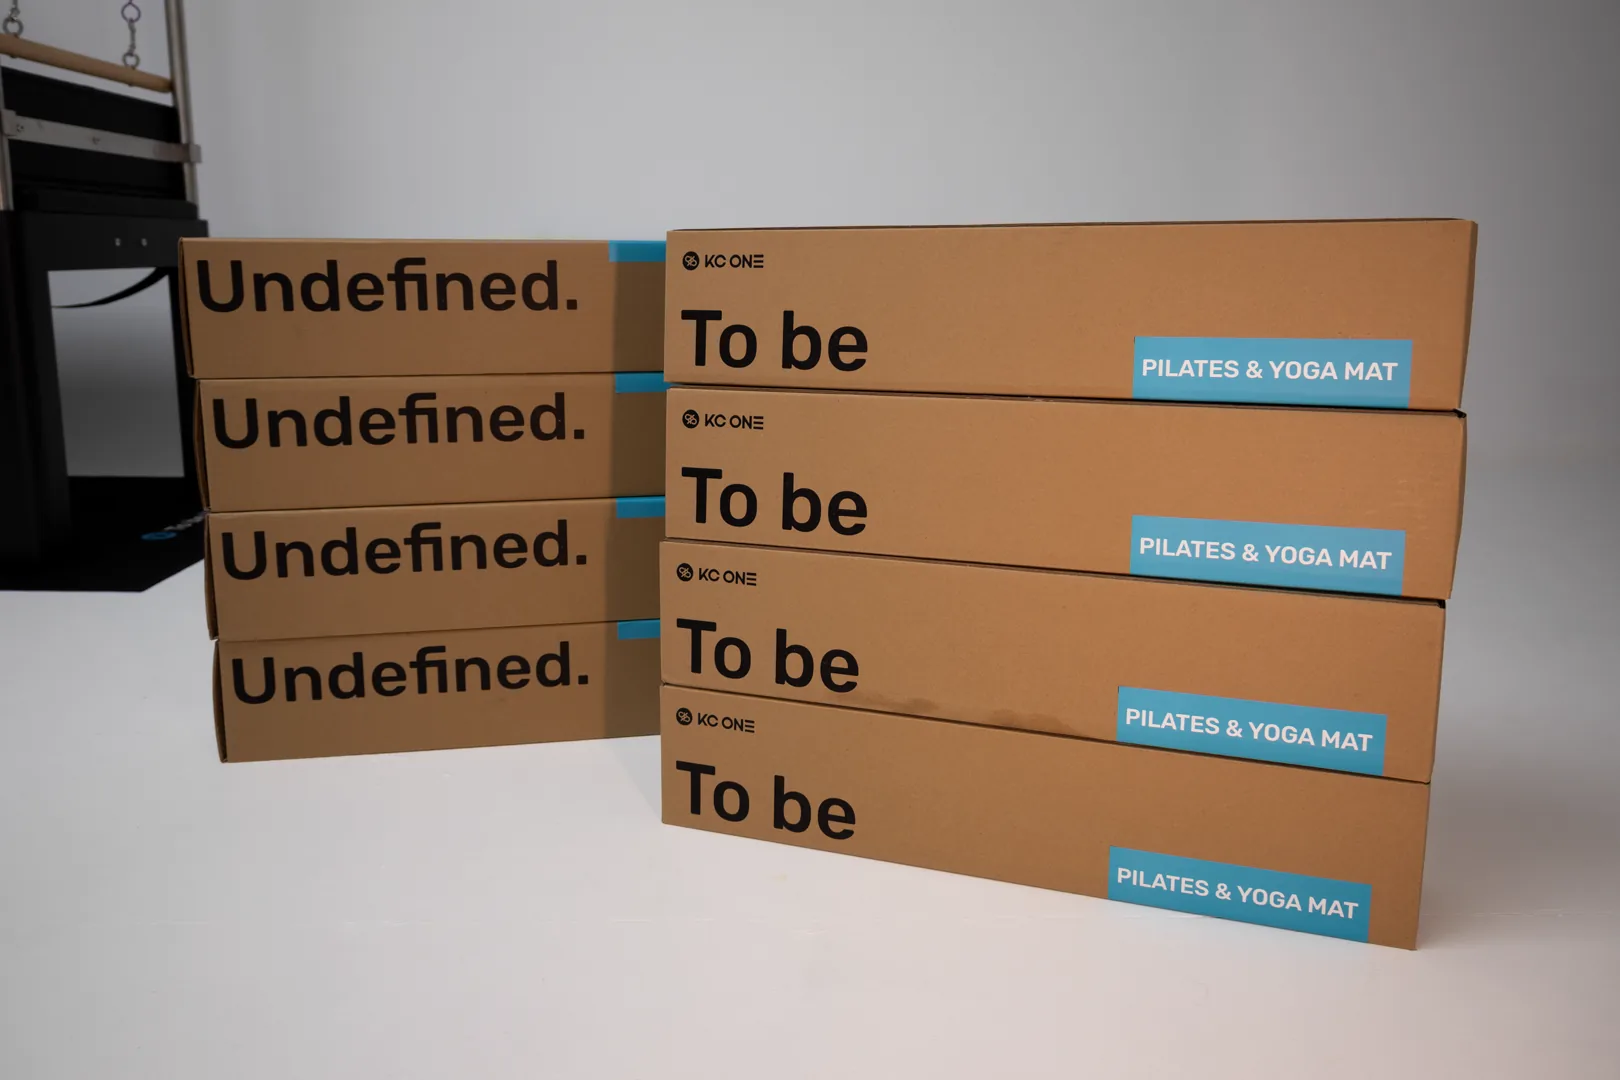 Undefined.
Undefined.
Undefined.
Undefined.
KC ONE
To be
PILATES & YOGA MAT
KC ONE
To be
PILATES & YOGA MAT
KC ONE
To be
PILATES & YOGA MAT
KC ONE
To be
PILATES & YOGA MAT